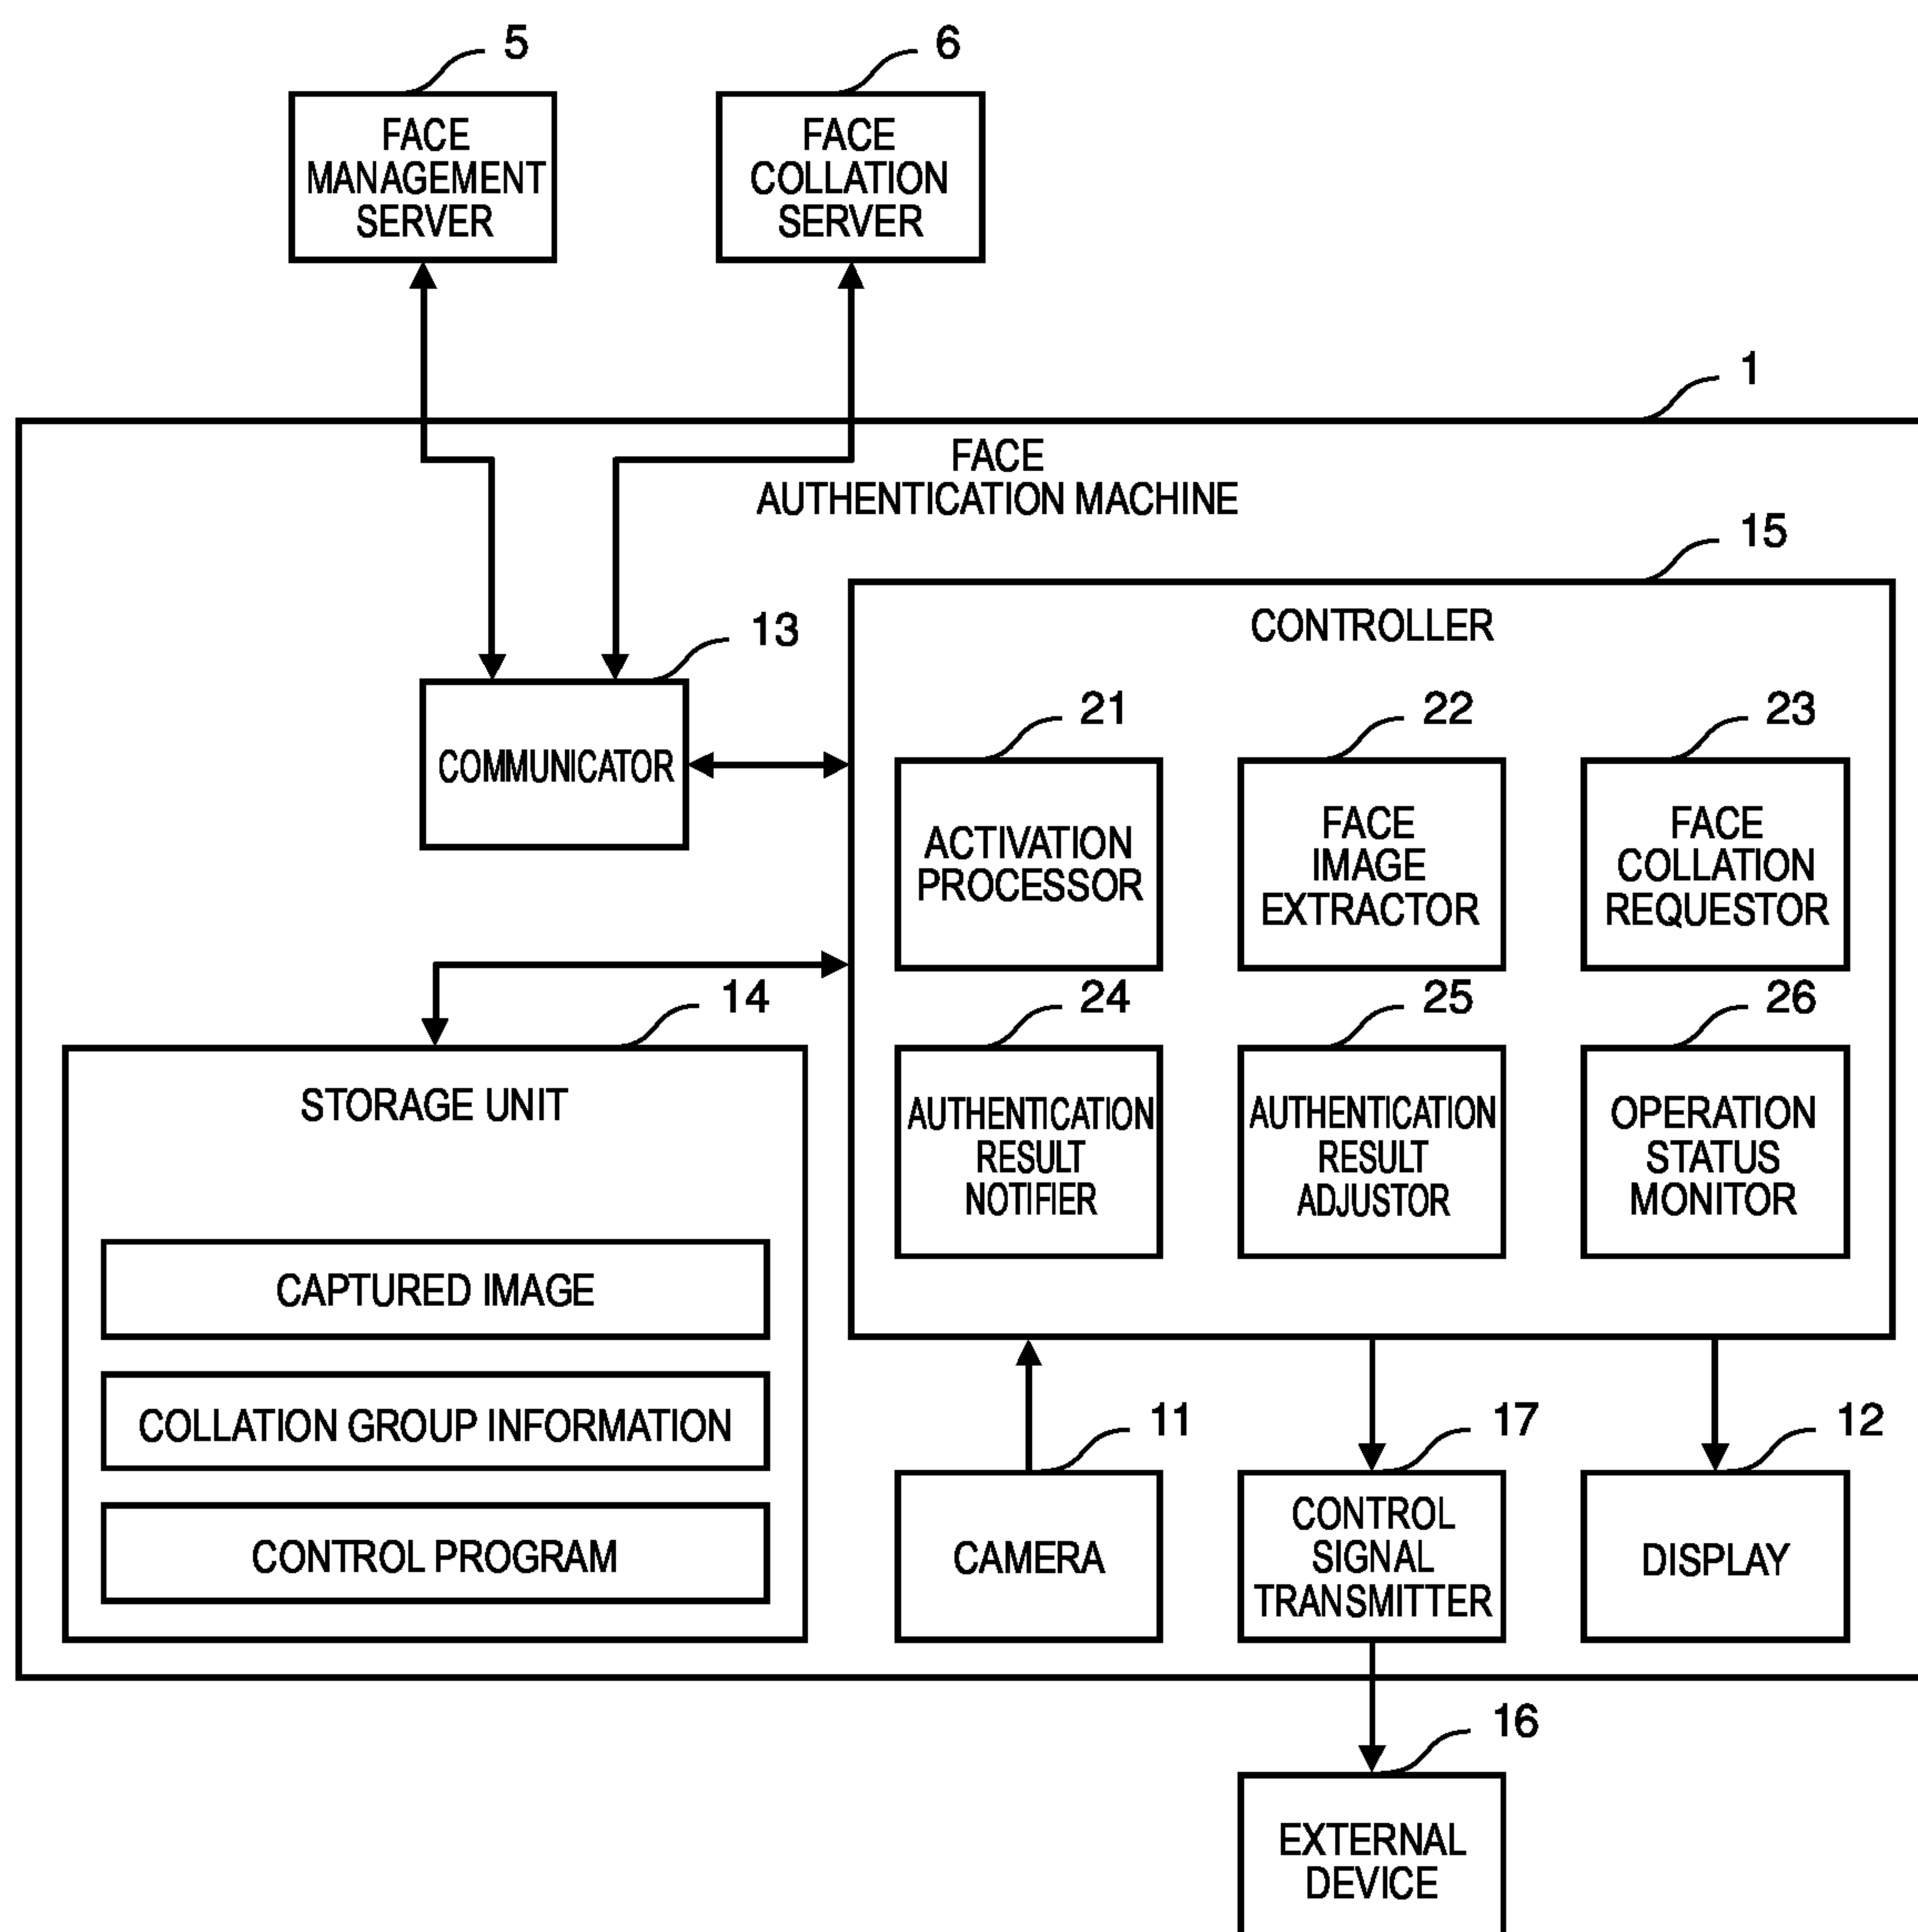 5
6
FACE
MANAGEMENT
SERVER
FACE
COLLATION
SERVER
1
FACE
AUTHENTICATION MACHINE
15
CONTROLLER
13
COMMUNICATOR
21
22
23
ACTIVATION
PROCESSOR
FACE
IMAGE
EXTRACTOR
FACE
COLLATION
REQUESTOR
14
24
25
26
STORAGE UNIT
AUTHENTICATION
RESULT
NOTIFIER
AUTHENTICATION
RESULT
ADJUSTOR
OPERATION
STATUS
MONITOR
CAPTURED IMAGE
COLLATION GROUP INFORMATION
CONTROL PROGRAM
11
17
12
CAMERA
CONTROL
SIGNAL
TRANSMITTER
DISPLAY
16
EXTERNAL
DEVICE